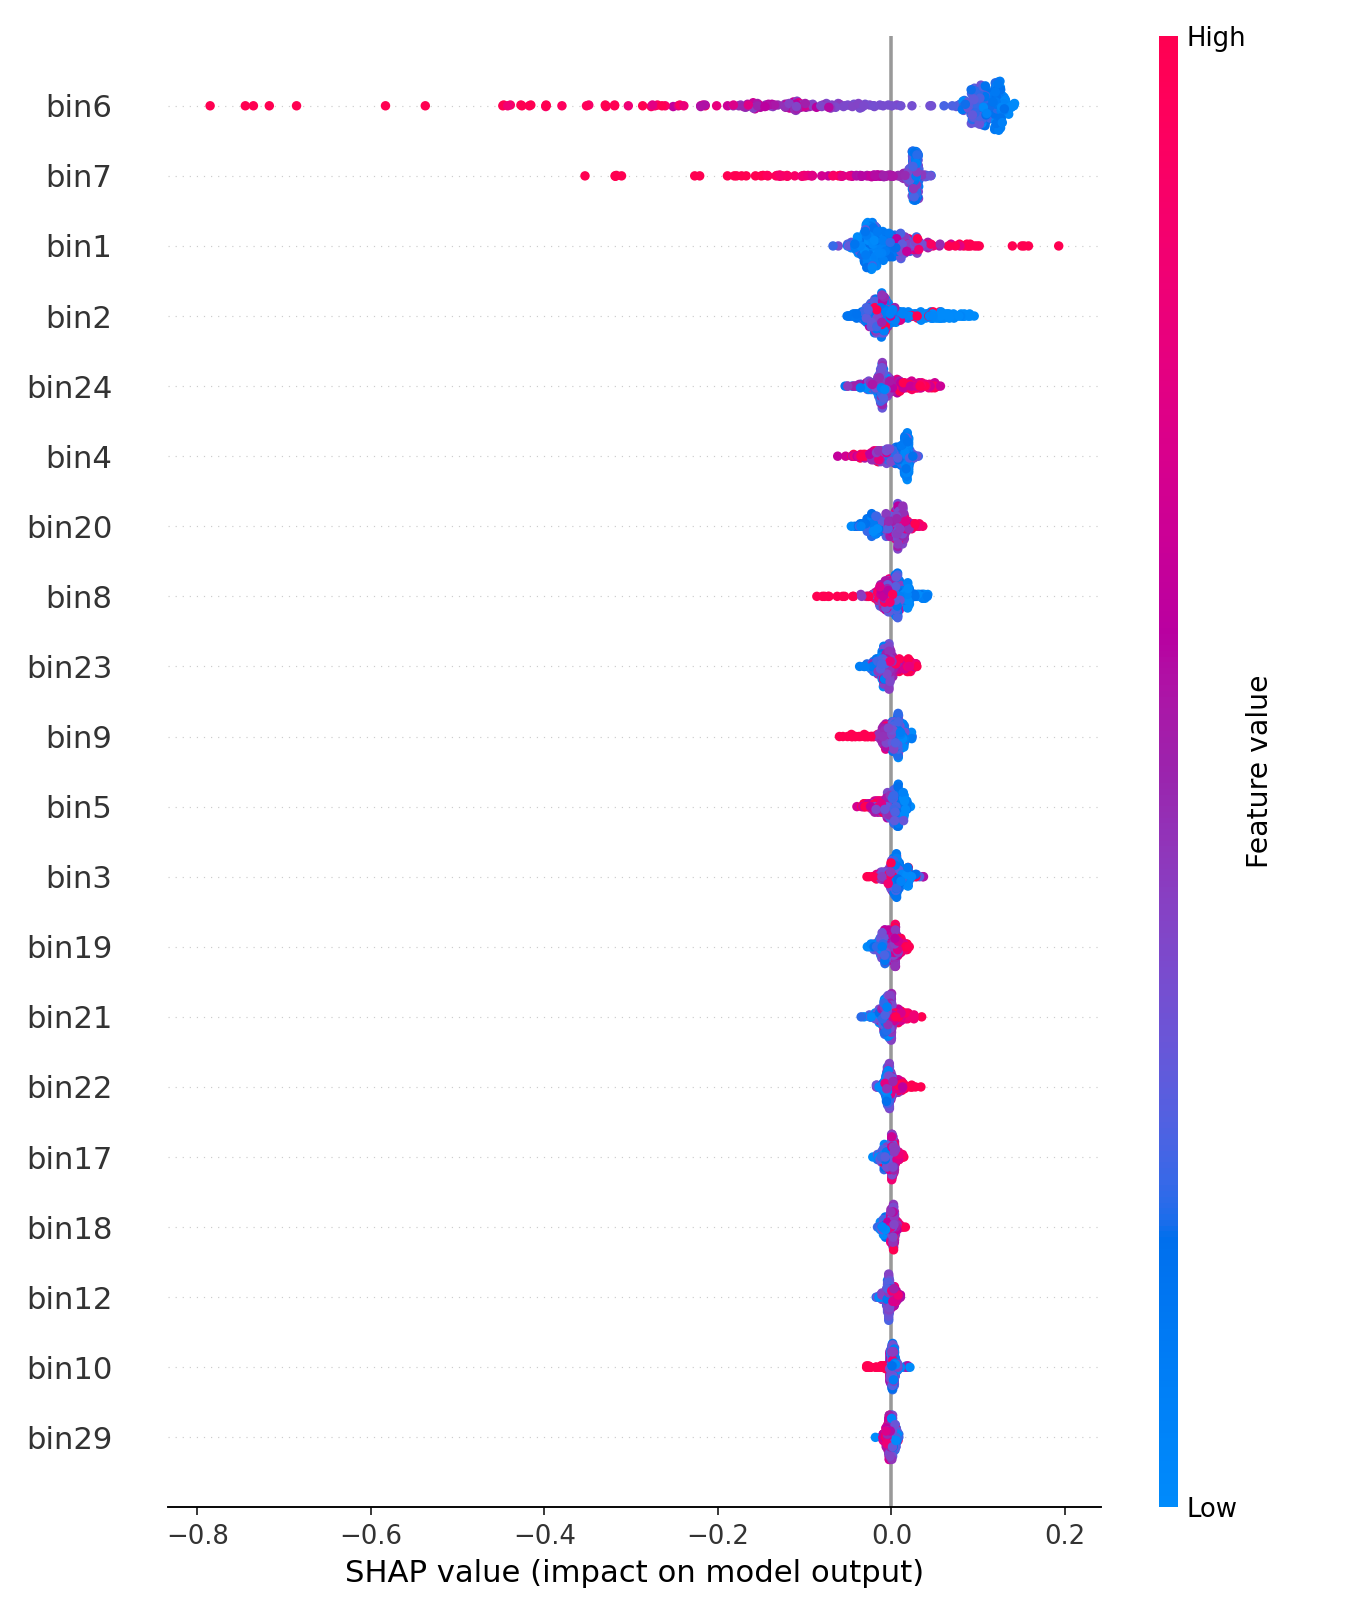 High
bin6
bin7
bin1
bin2
bin24
bin4
bin20
bin8
bin23
bin9
bin5
bin3
bin19
bin21
bin22
bin17
bin18
bin12
bin10
bin29
Feature value
Low
−0.8 −0.6 −0.4 −0.2 0.0 0.2
SHAP value (impact on model output)